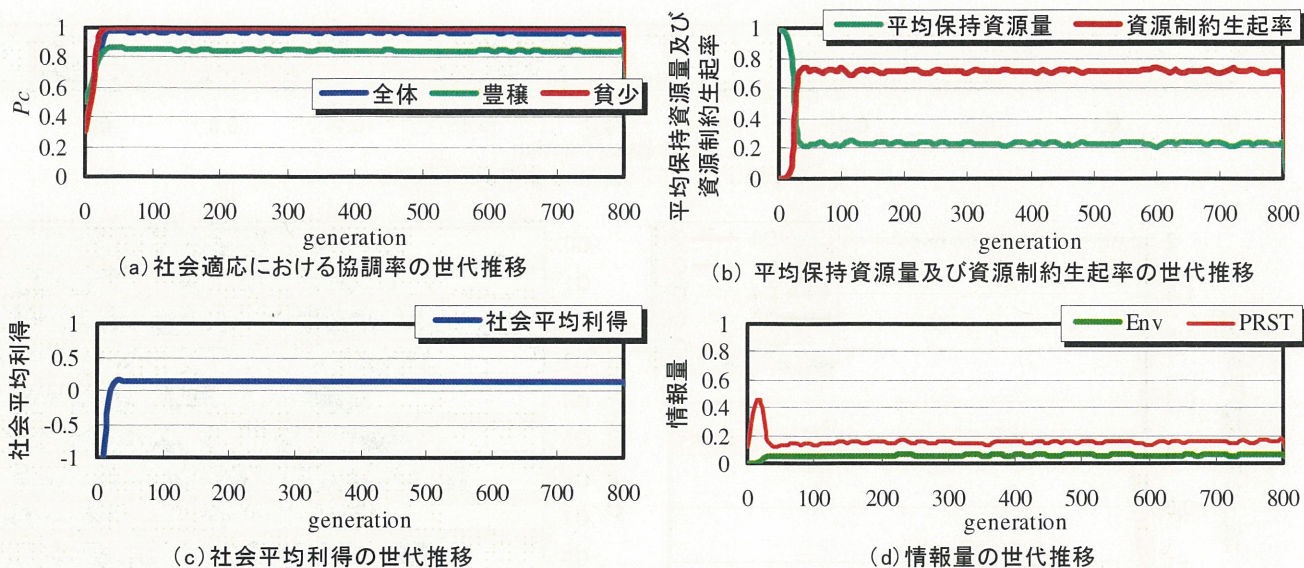 1
0.8
0.6
0.4
0.2
0
Pc
全体 豊穣 貧少
0 100 200 300 400 500 600 700 800
generation
(a)社会適応における協調率の世代推移
平均保持資源量 資源制約生起率
平均保持資源量及び
資源制約生起率
1
0.8
0.6
0.4
0.2
0
0 100 200 300 400 500 600 700 800
generation
(b) 平均保持資源量及び資源制約生起率の世代推移
社会平均利得
社会平均利得
1
0.5
0
-0.5
-1
0 100 200 300 400 500 600 700 800
generation
(c)社会平均利得の世代推移
Env PRST
情報量
1
0.8
0.6
0.4
0.2
0
0 100 200 300 400 500 600 700 800
generation
(d)情報量の世代推移